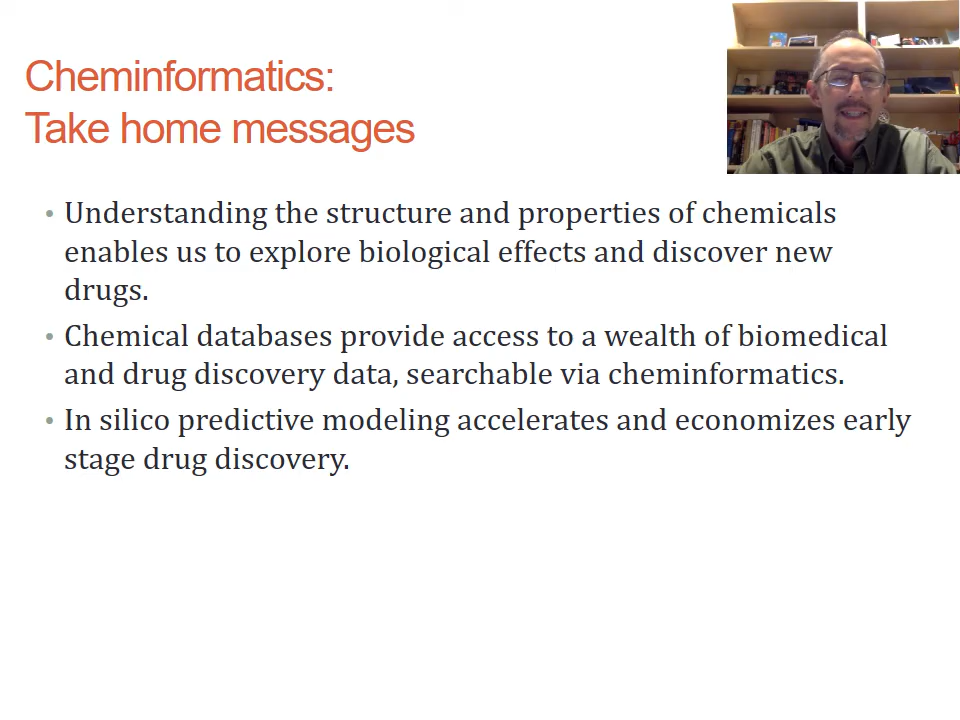 Cheminformatics:
Take home messages
• Understanding the structure and properties of chemicals
enables us to explore biological effects and discover new
drugs.
• Chemical databases provide access to a wealth of biomedical
and drug discovery data, searchable via cheminformatics.
• In silico predictive modeling accelerates and economizes early
stage drug discovery.